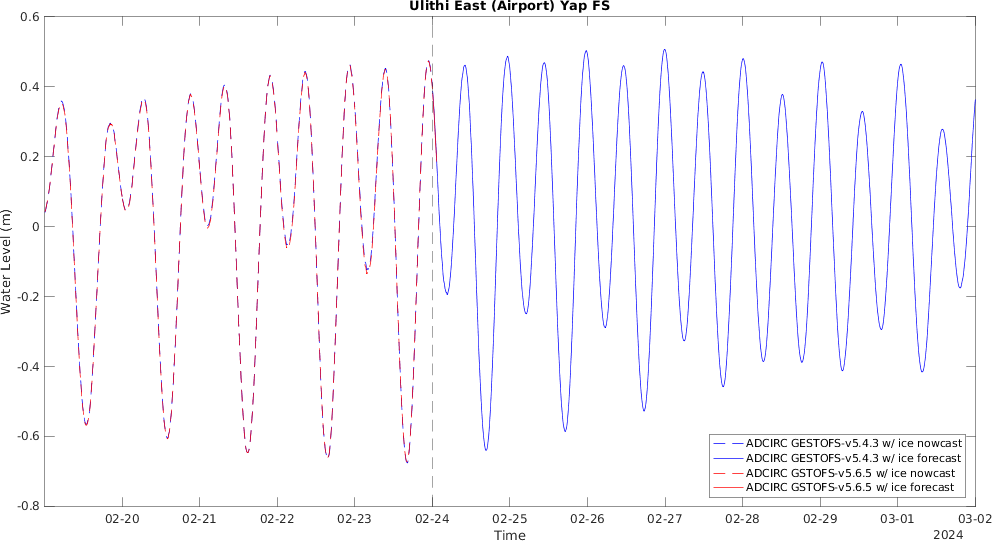 Ulithi East (Airport) Yap FS
0.6
0.4
0.2
0
-0.2
-0.4
-0.6
-0.8
Water Level (m)
ADCIRC GESTOFS-v5.4.3 w/ ice nowcast
ADCIRC GESTOFS-v5.4.3 w/ ice forecast
ADCIRC GSTOFS-v5.6.5 w/ ice nowcast
ADCIRC GSTOFS-v5.6.5 w/ ice forecast
02-20 02-21 02-22 02-23 02-24 02-25 02-26 02-27 02-28 02-29 03-01 03-02
Time
2024